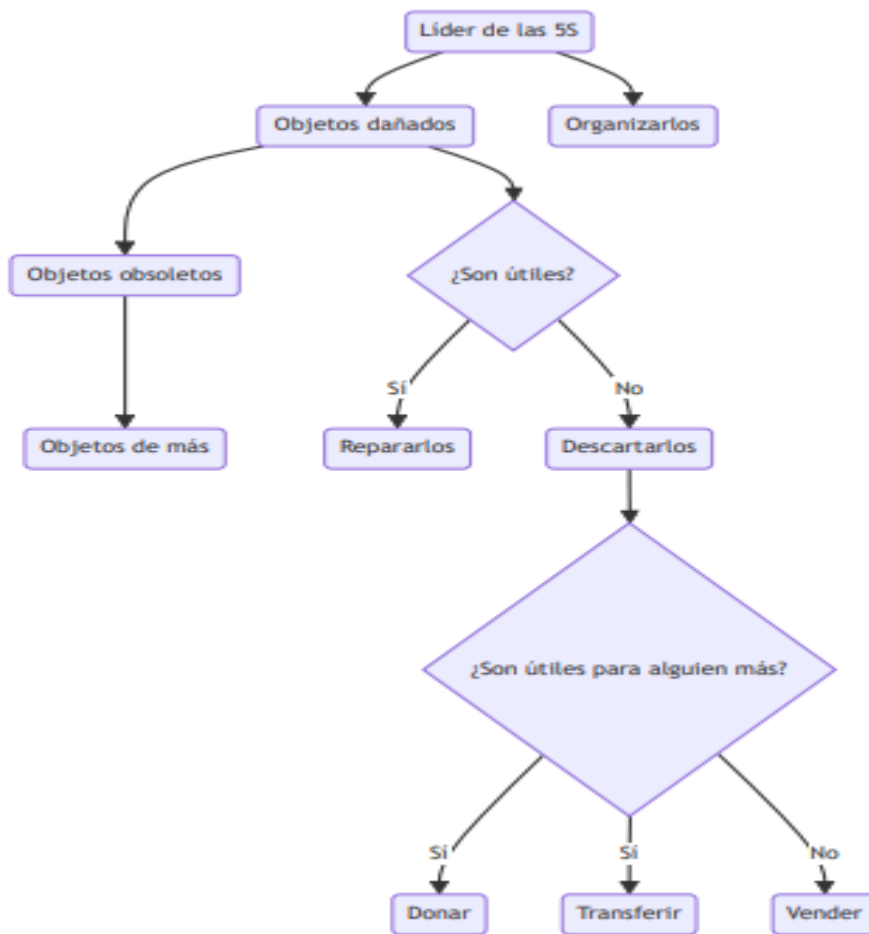 Líder de las 5S
Objetos dañados
Organizarlos
Objetos obsoletos
¿Son útiles?
Sí
No
Objetos de más
Repararlos
Descartarlos
¿Son útiles para alguien más?
Sí
Sí
No
Donar
Transferir
Vender